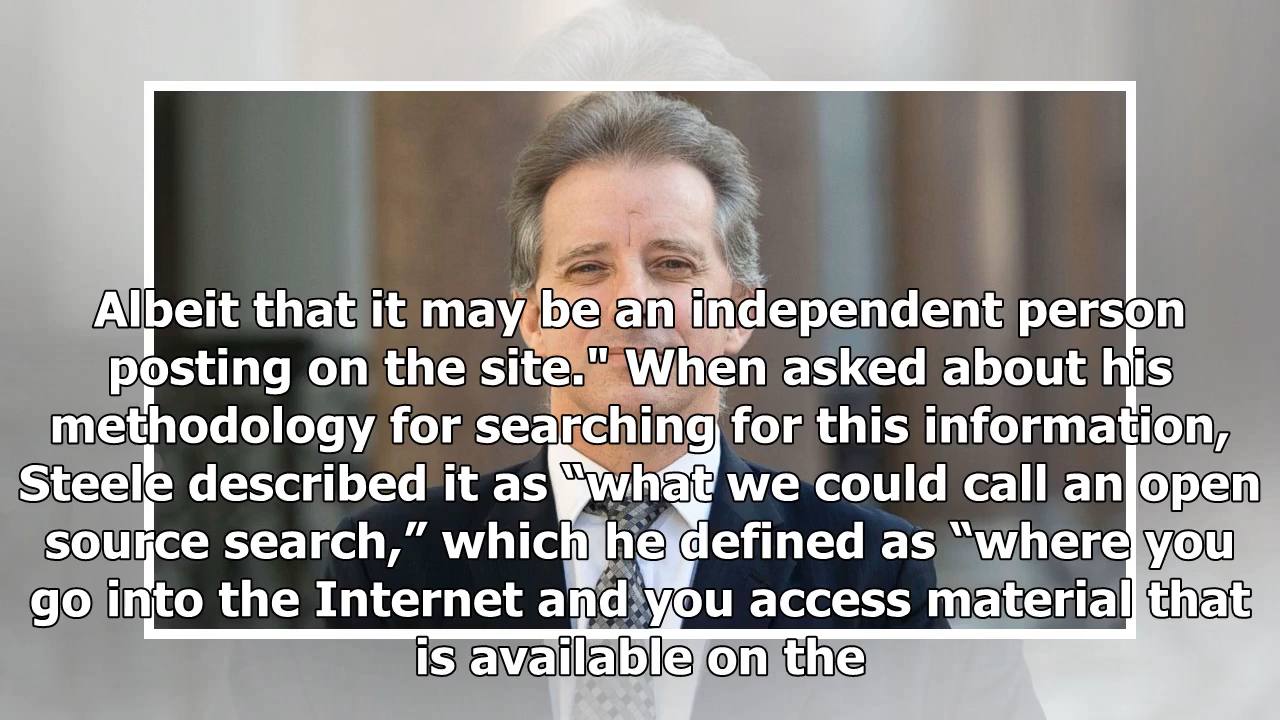 Albeit that it may be an independent person
posting on the site." When asked about his
methodology for searching for this information,
Steele described it as “what we could call an open
source search,” which he defined as “where you
go into the Internet and you access material that
is available on the